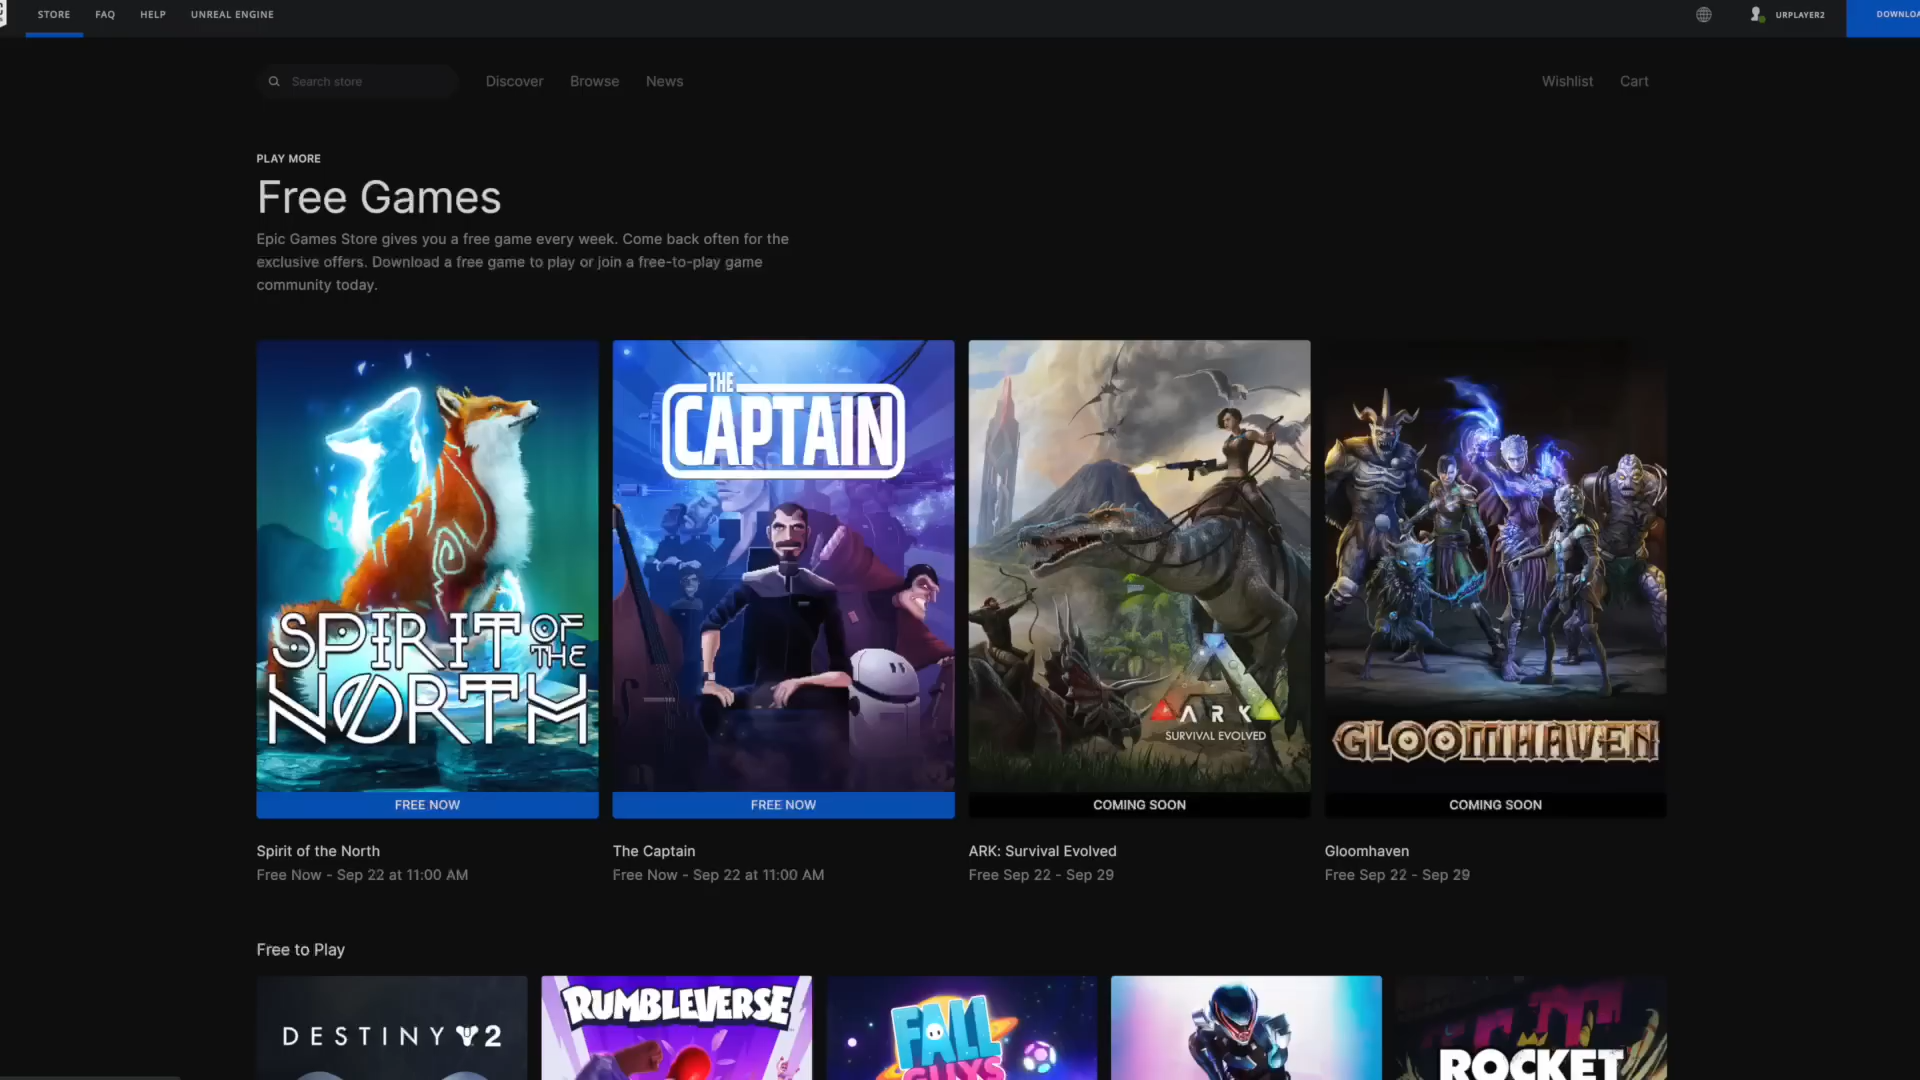 STORE FAQ HELP UNREAL ENGINE URPLAYER2
Search store Discover Browse News Wishlist Cart
PLAY MORE
Free Games
Epic Games Store gives you a free game every week. Come back often for the
exclusive offers. Download a free game to play or join a free-to-play game
community today.
THE
CAPTAIN
SPIRIT OF THE
NORTH
ARK
SURVIVAL EVOLVED
GLOOMHAVEN
FREE NOW FREE NOW COMING SOON COMING SOON
Spirit of the North The Captain ARK: Survival Evolved Gloomhaven
Free Now - Sep 22 at 11:00 AM Free Now - Sep 22 at 11:00 AM Free Sep 22 - Sep 29 Free Sep 22 - Sep 29
Free to Play
DESTINY 2
RUMBLEVERSE
FALL
GUYS
ROCKET